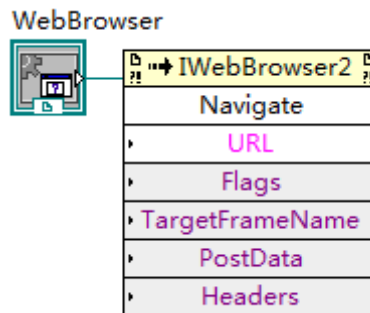 WebBrowser
IWebBrowser2
Navigate
URL
Flags
TargetFrameName
PostData
Headers